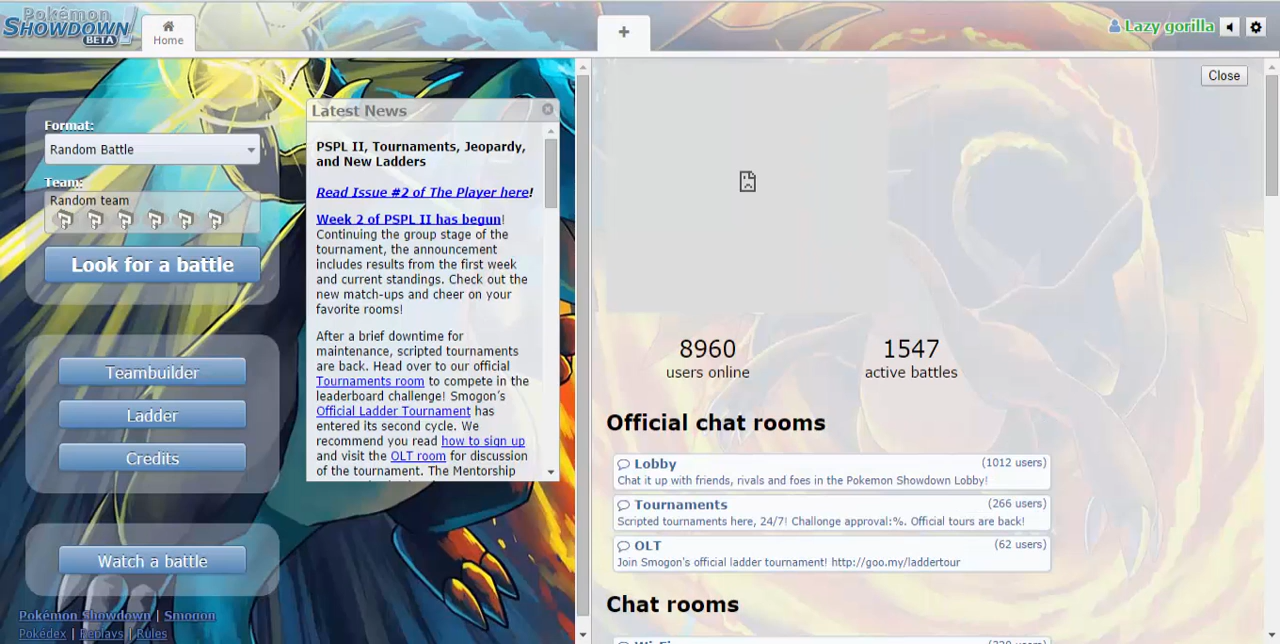 Pokémon
SHOWDOWN
BETA
Home
+
Lazy gorilla
Close
Format:
Random Battle
Team:
Random team
Look for a battle
Teambuilder
Ladder
Credits
Watch a battle
Pokémon Showdown | Smogon
Pokédex | Replays | Rules
Latest News
PSPL II, Tournaments, Jeopardy,
and New Ladders
Read Issue #2 of The Player here!
Week 2 of PSPL II has begun!
Continuing the group stage of the
tournament, the announcement
includes results from the first week
and current standings. Check out the
new match-ups and cheer on your
favorite rooms!
After a brief downtime for
maintenance, scripted tournaments
are back. Head over to our official
Tournaments room to compete in the
leaderboard challenge! Smogon's
Official Ladder Tournament has
entered its second cycle. We
recommend you read how to sign up
and visit the OLT room for discussion
of the tournament. The Mentorship
8960
users online
1547
active battles
Official chat rooms
Lobby (1012 users)
Chat it up with friends, rivals and foes in the Pokemon Showdown Lobby!
Tournaments (266 users)
Scripted tournaments here, 24/7! Challonge approval:%. Official tours are back!
OLT (62 users)
Join Smogon's official ladder tournament! http://goo.my/laddertour
Chat rooms